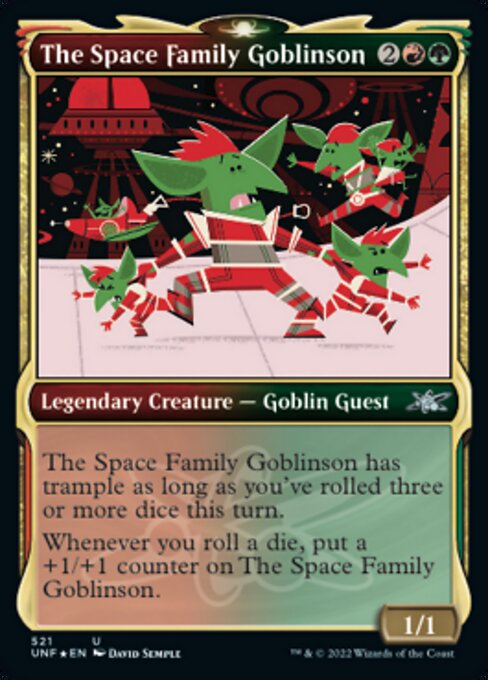 The Space Family Goblinson 2
Legendary Creature — Goblin Guest
The Space Family Goblinson has
trample as long as you've rolled three
or more dice this turn.
Whenever you roll a die, put a
+1/+1 counter on The Space Family
Goblinson.
1/1
521 U
UNF★EN DAVID SEMPLE
™ & © 2022 Wizards of the Coast